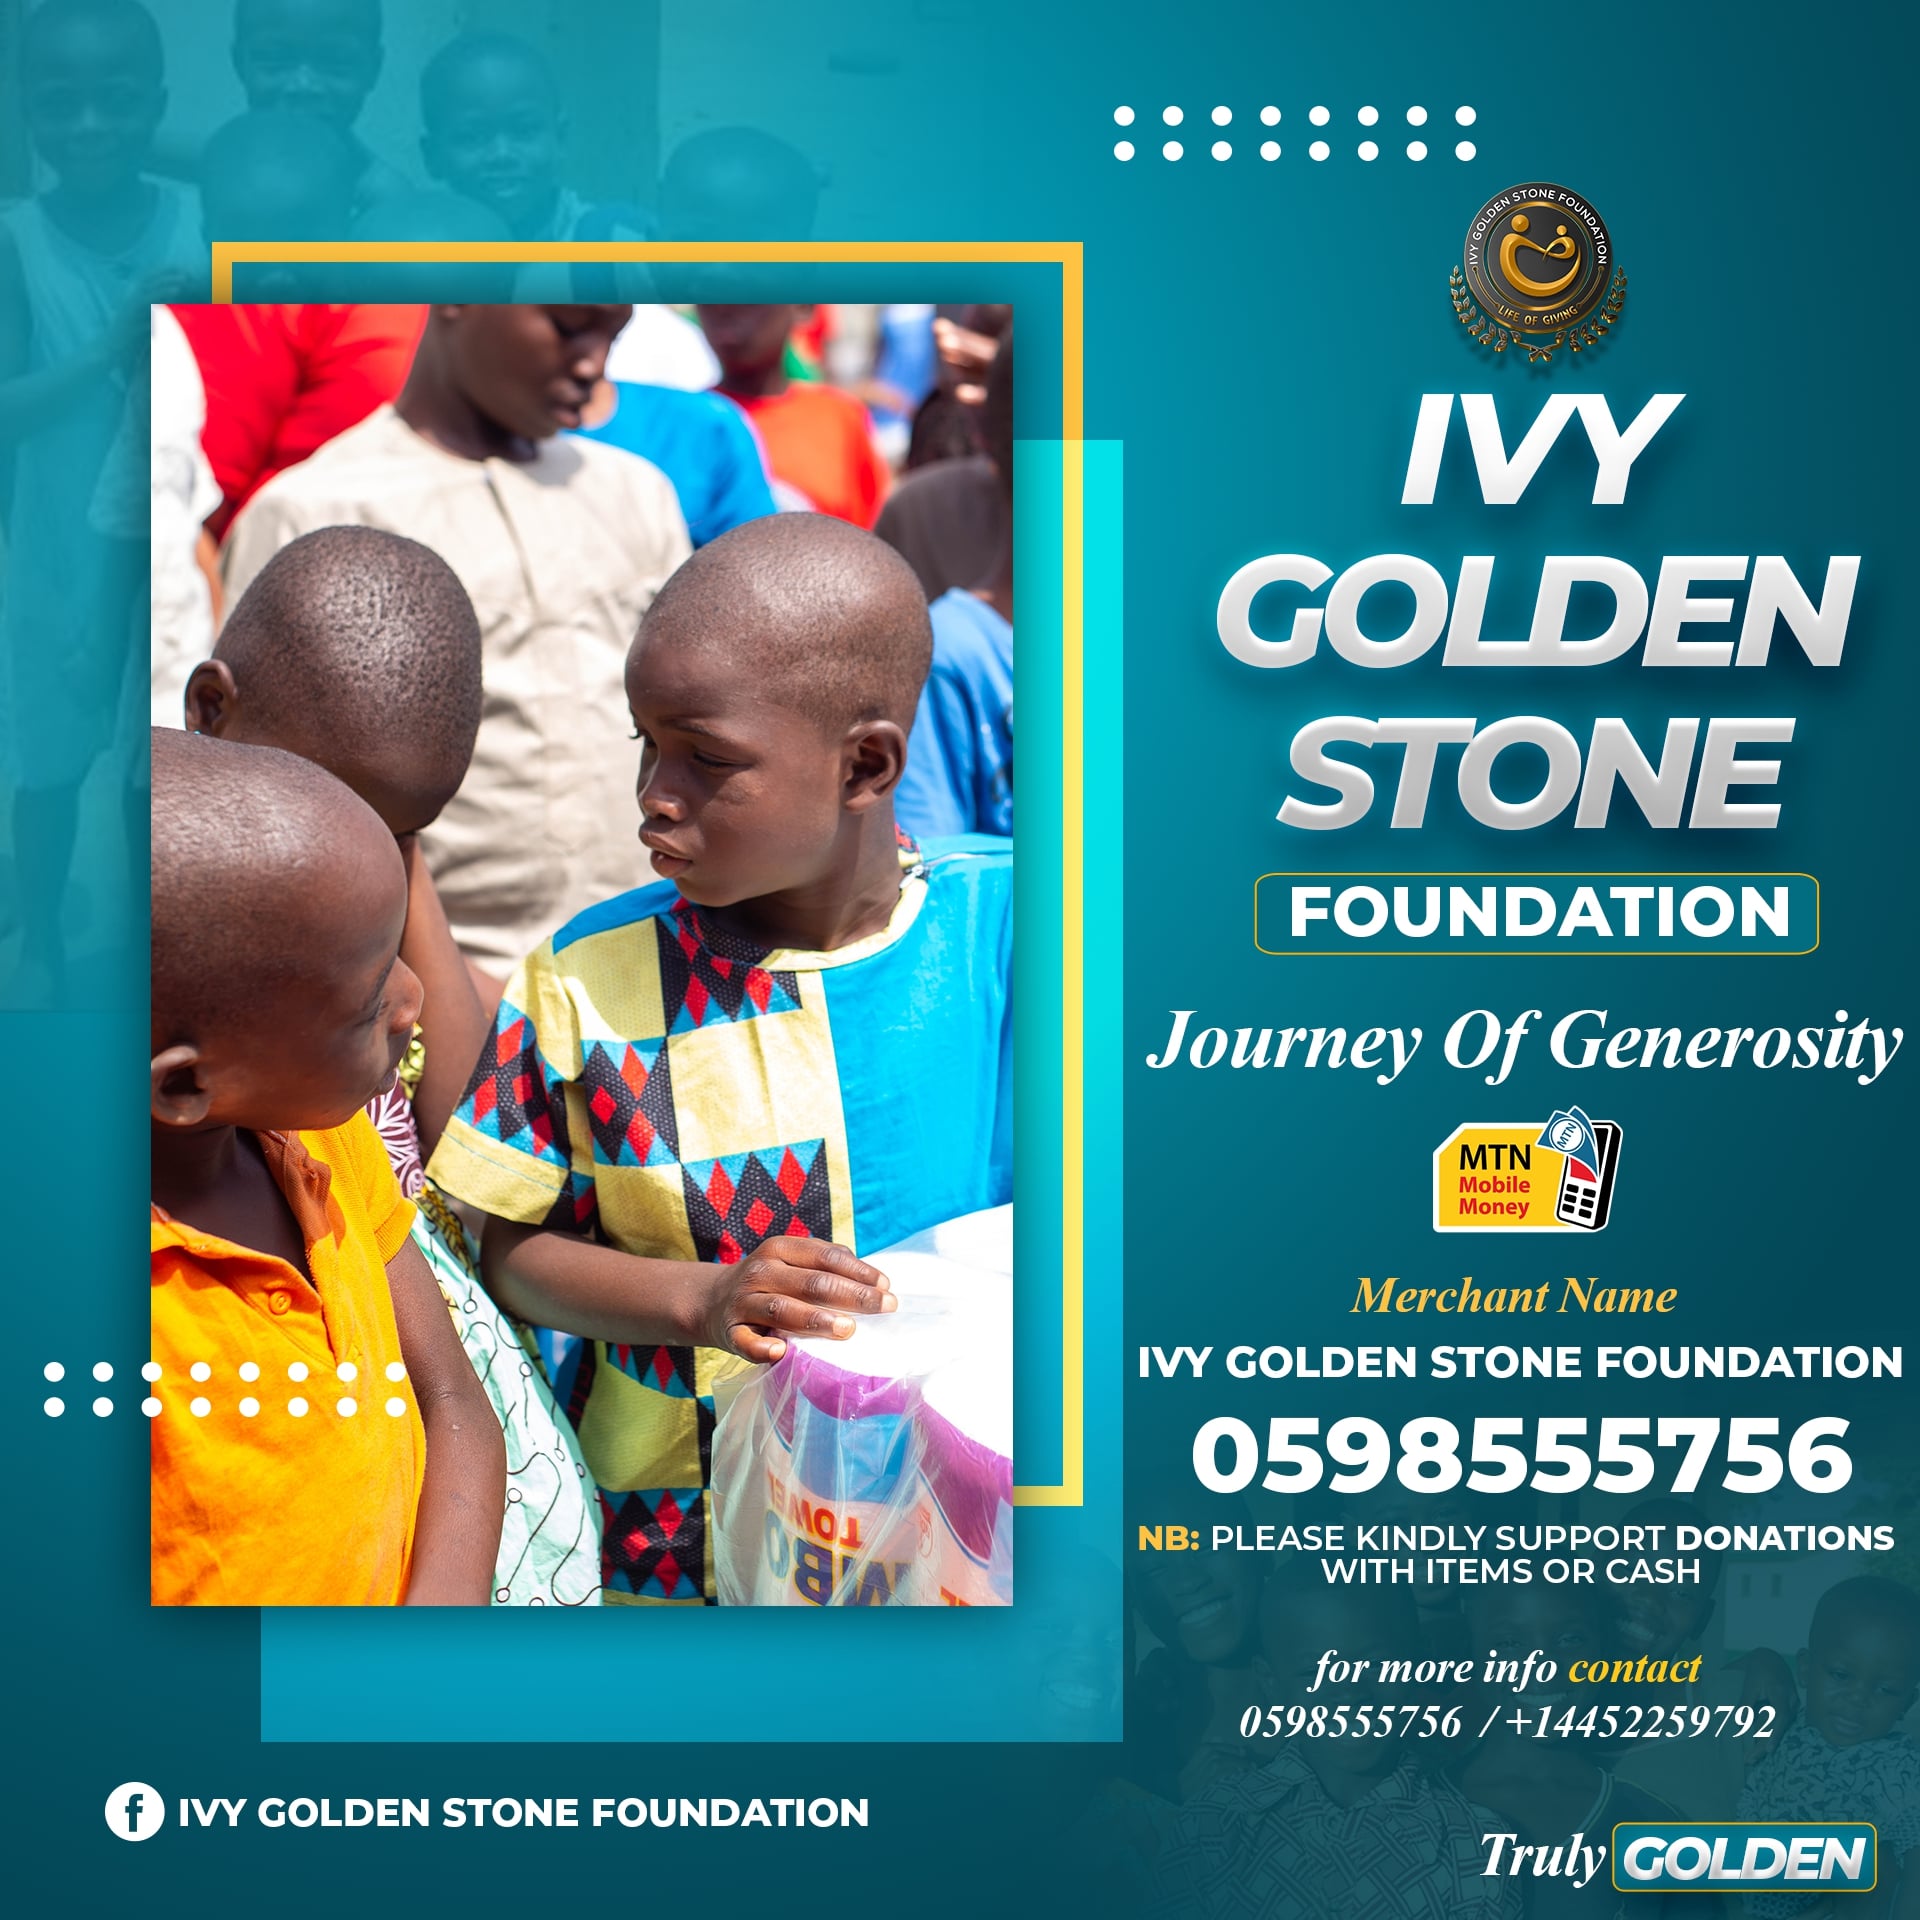 IVY GOLDEN STONE FOUNDATION
LIFE OF GIVING
IVY
GOLDEN
STONE
FOUNDATION
Journey Of Generosity
MTN
MTN
Mobile
Money
Merchant Name
IVY GOLDEN STONE FOUNDATION
0598555756
NB: PLEASE KINDLY SUPPORT DONATIONS
WITH ITEMS OR CASH
for more info contact
0598555756 / +14452259792
f IVY GOLDEN STONE FOUNDATION
Truly GOLDEN